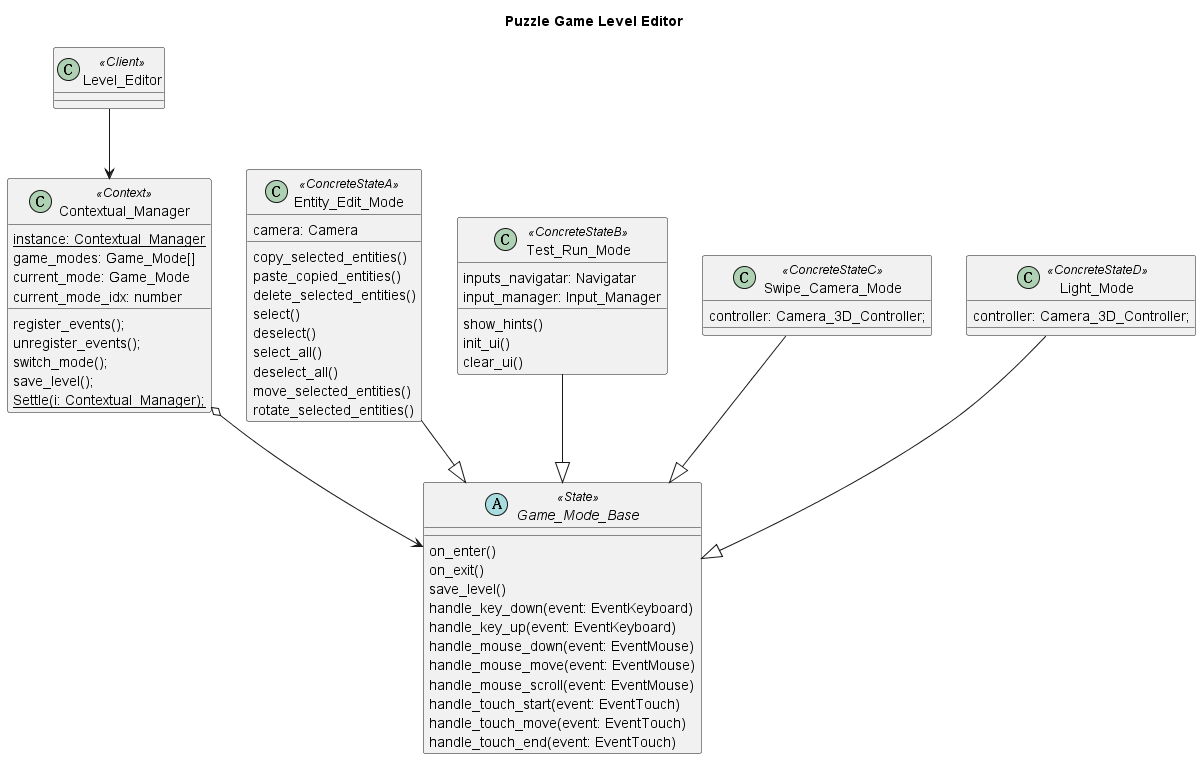 Puzzle Game Level Editor
«Client»
C
Level_Editor
«Context»
C
Contextual_Manager
instance: Contextual_Manager
game_modes: Game_Mode[]
current_mode: Game_Mode
current_mode_idx: number
register_events();
unregister_events();
switch_mode();
save_level();
Settle(i: Contextual_Manager);
«ConcreteStateA»
C
Entity_Edit_Mode
camera: Camera
copy_selected_entities()
paste_copied_entities()
delete_selected_entities()
select()
deselect()
select_all()
deselect_all()
move_selected_entities()
rotate_selected_entities()
«ConcreteStateB»
C
Test_Run_Mode
inputs_navigatar: Navigatar
input_manager: Input_Manager
show_hints()
init_ui()
clear_ui()
«ConcreteStateC»
C
Swipe_Camera_Mode
controller: Camera_3D_Controller;
«ConcreteStateD»
C
Light_Mode
controller: Camera_3D_Controller;
«State»
A
Game_Mode_Base
on_enter()
on_exit()
save_level()
handle_key_down(event: EventKeyboard)
handle_key_up(event: EventKeyboard)
handle_mouse_down(event: EventMouse)
handle_mouse_move(event: EventMouse)
handle_mouse_scroll(event: EventMouse)
handle_touch_start(event: EventTouch)
handle_touch_move(event: EventTouch)
handle_touch_end(event: EventTouch)